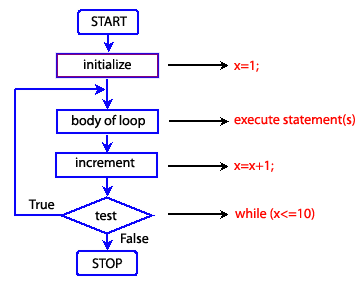 START
initialize
x=1;
body of loop
execute statement(s)
increment
x=x+1;
True
test
while (x<=10)
False
STOP